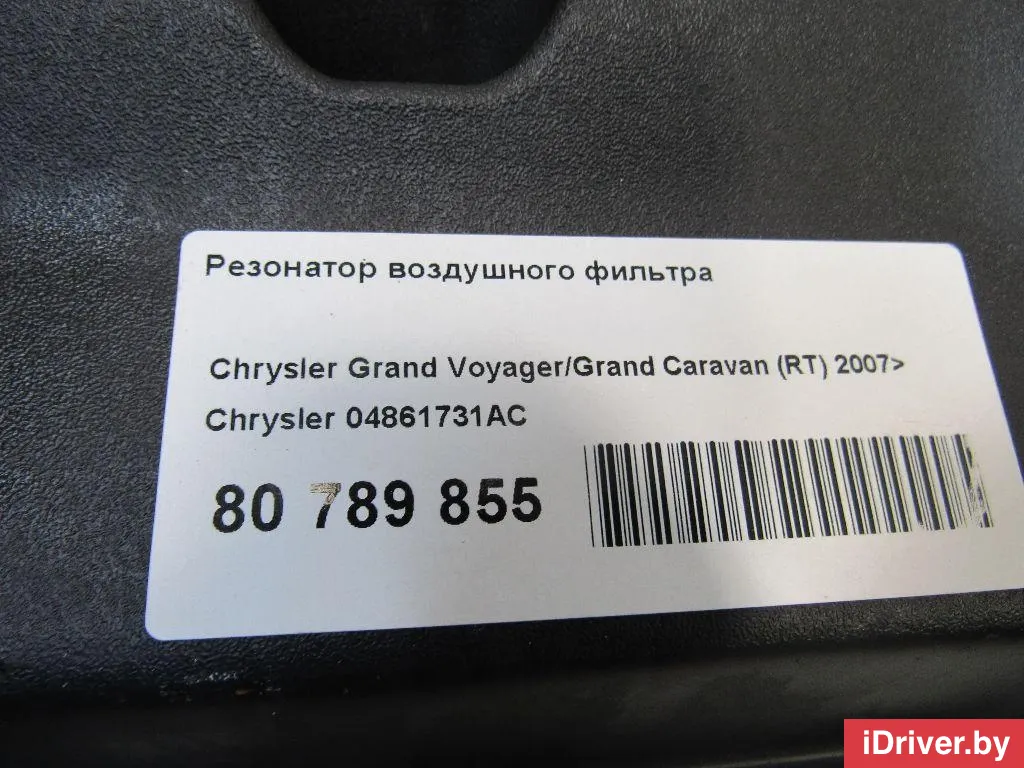 Резонатор воздушного фильтра
Chrysler Grand Voyager/Grand Caravan (RT) 2007>
Chrysler 04861731AC
80 789 855
iDriver.by